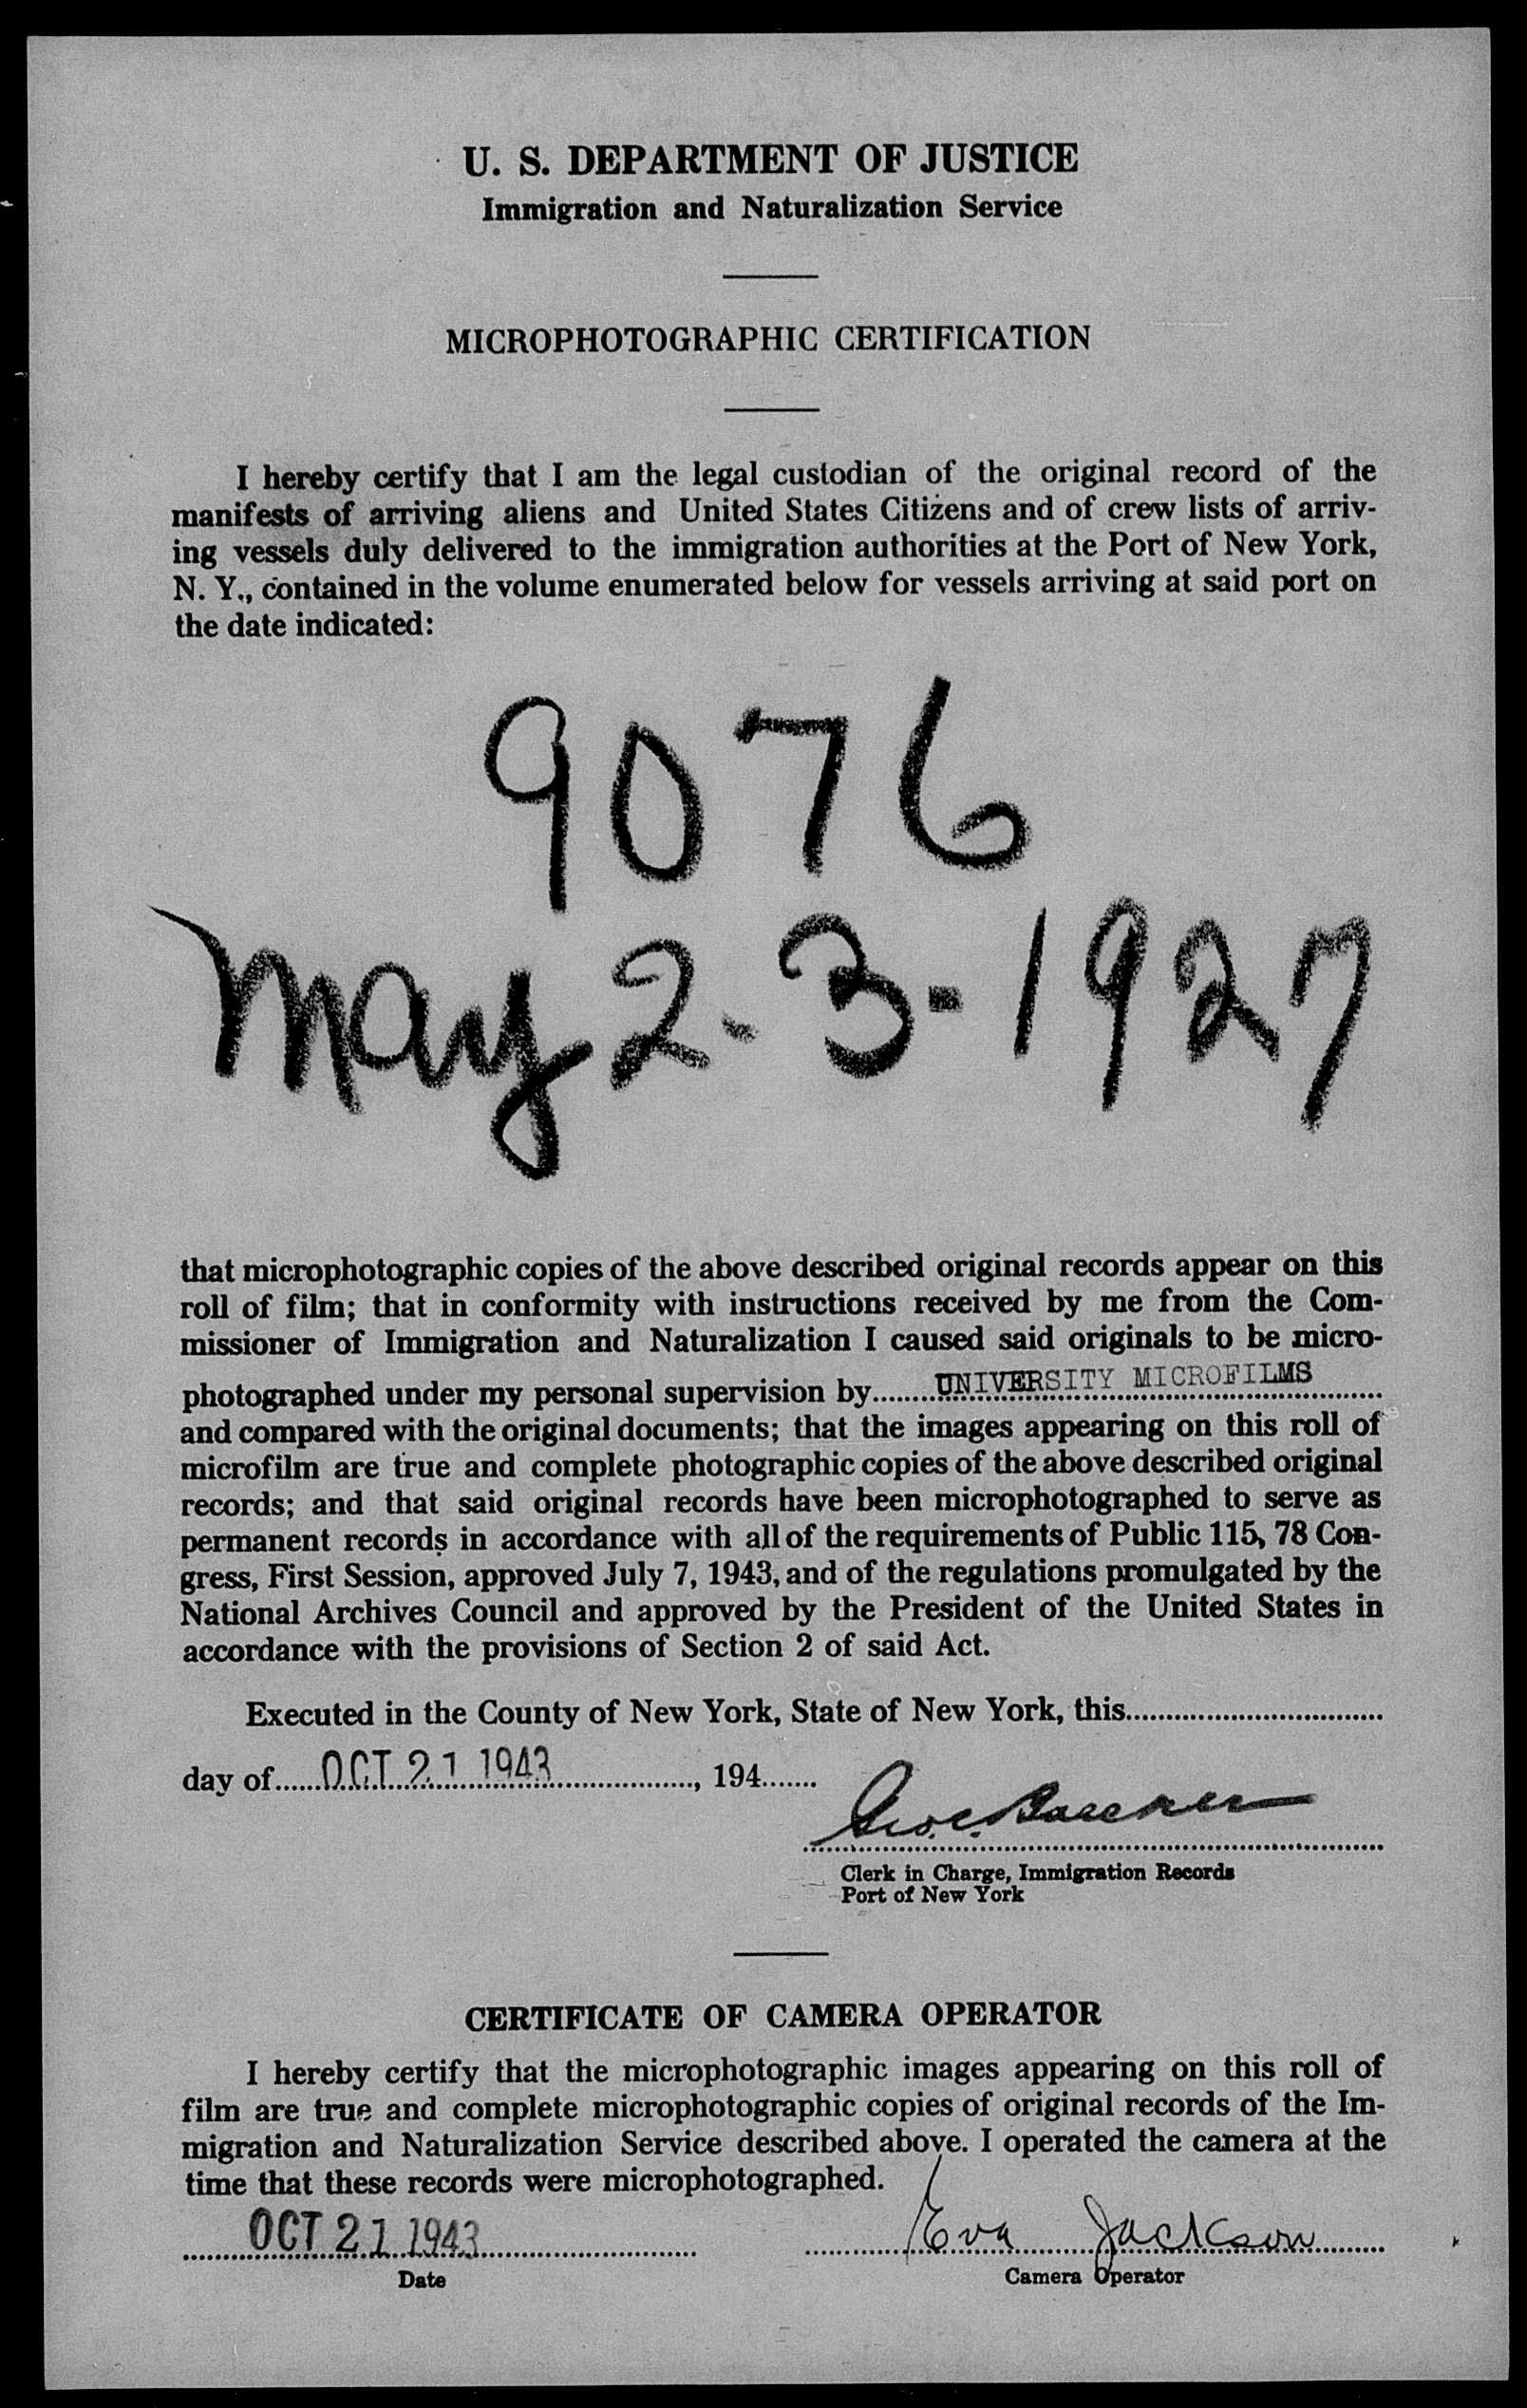 U. S. DEPARTMENT OF JUSTICE
Immigration and Naturalization Service
MICROPHOTOGRAPHIC CERTIFICATION
I hereby certify that I am the legal custodian of the original record of the
manifests of arriving aliens and United States Citizens and of crew lists of arriv-
ing vessels duly delivered to the immigration authorities at the Port of New York,
N. Y., contained in the volume enumerated below for vessels arriving at said port on
the date indicated:
9076
May 2-3-1927
that microphotographic copies of the above described original records appear on this
roll of film; that in conformity with instructions received by me from the Com-
missioner of Immigration and Naturalization I caused said originals to be micro-
photographed under my personal supervision by UNIVERSITY MICROFILMS
and compared with the original documents; that the images appearing on this roll of
microfilm are true and complete photographic copies of the above described original
records; and that said original records have been microphotographed to serve as
permanent records in accordance with all of the requirements of Public 115, 78 Con-
gress, First Session, approved July 7, 1943, and of the regulations promulgated by the
National Archives Council and approved by the President of the United States in
accordance with the provisions of Section 2 of said Act.
Executed in the County of New York, State of New York, this
day of OCT 21 1943, 194
Clerk in Charge, Immigration Records
Port of New York
CERTIFICATE OF CAMERA OPERATOR
I hereby certify that the microphotographic images appearing on this roll of
film are true and complete microphotographic copies of original records of the Im-
migration and Naturalization Service described above. I operated the camera at the
time that these records were microphotographed.
OCT 21 1943 Eva Jackson
Date Camera Operator